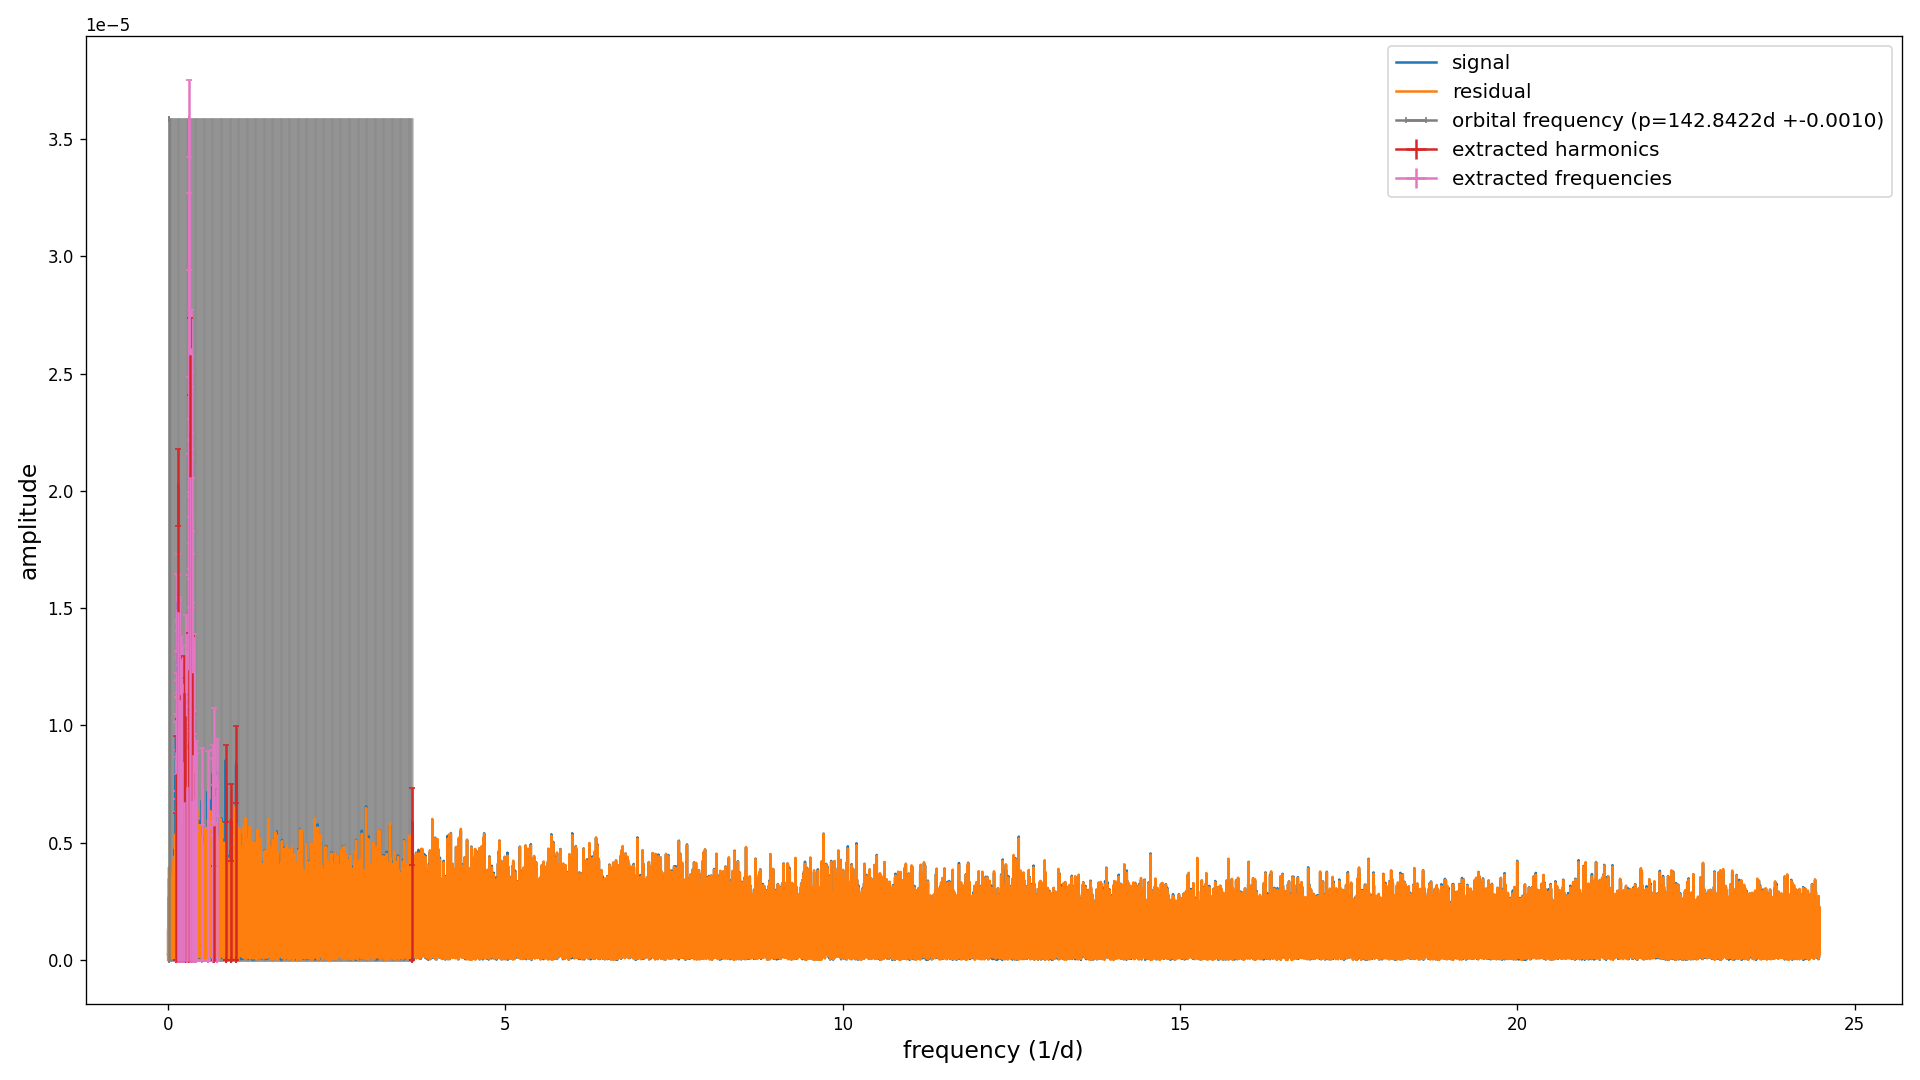 1e−5
signal
residual
orbital frequency (p=142.8422d +-0.0010)
extracted harmonics
extracted frequencies
3.5
3.0
2.5
2.0
1.5
1.0
0.5
0.0
amplitude
0 5 10 15 20 25
frequency (1/d)